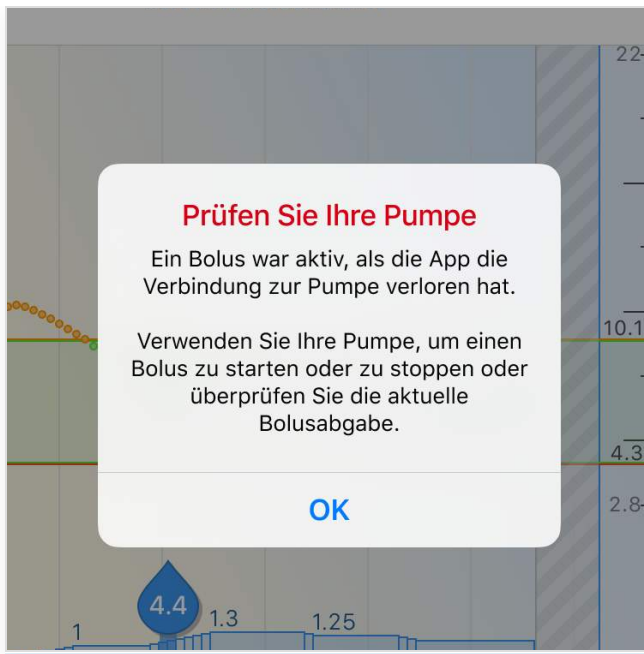 22
Prüfen Sie Ihre Pumpe
Ein Bolus war aktiv, als die App die
Verbindung zur Pumpe verloren hat.
10.1
Verwenden Sie Ihre Pumpe, um einen
Bolus zu starten oder zu stoppen oder
überprüfen Sie die aktuelle
Bolusabgabe.
4.3
OK
2.8
4.4
1
1.3
1.25